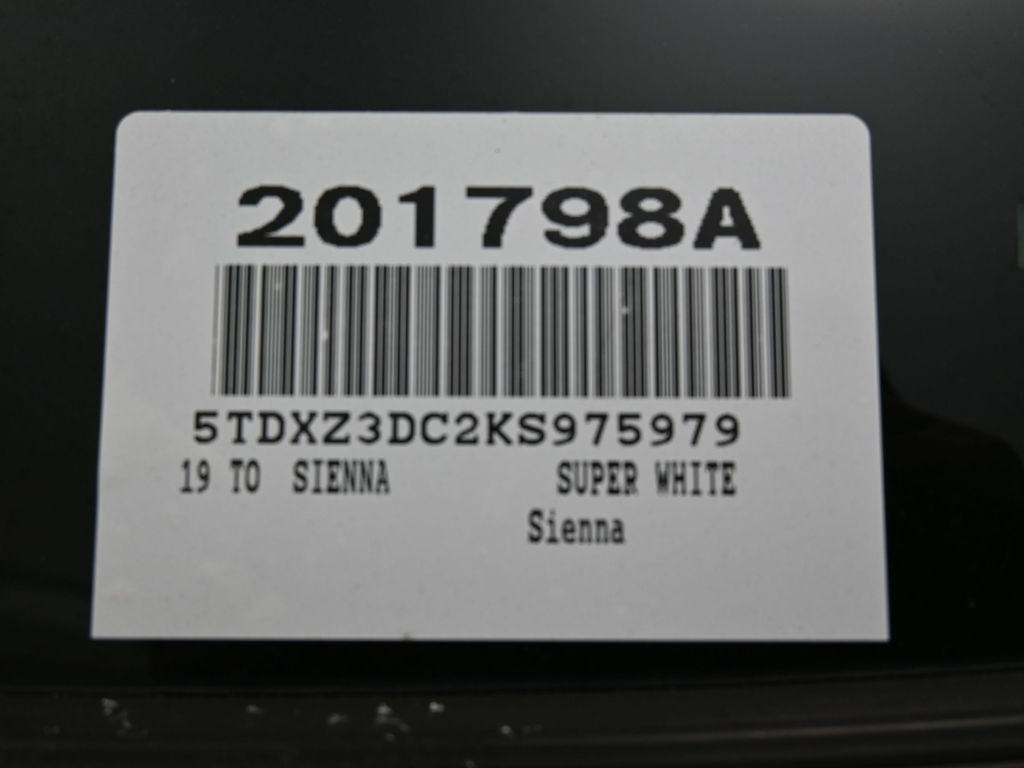 201798A
5TDXZ3DC2KS975979
19 TO SIENNA SUPER WHITE
Sienna